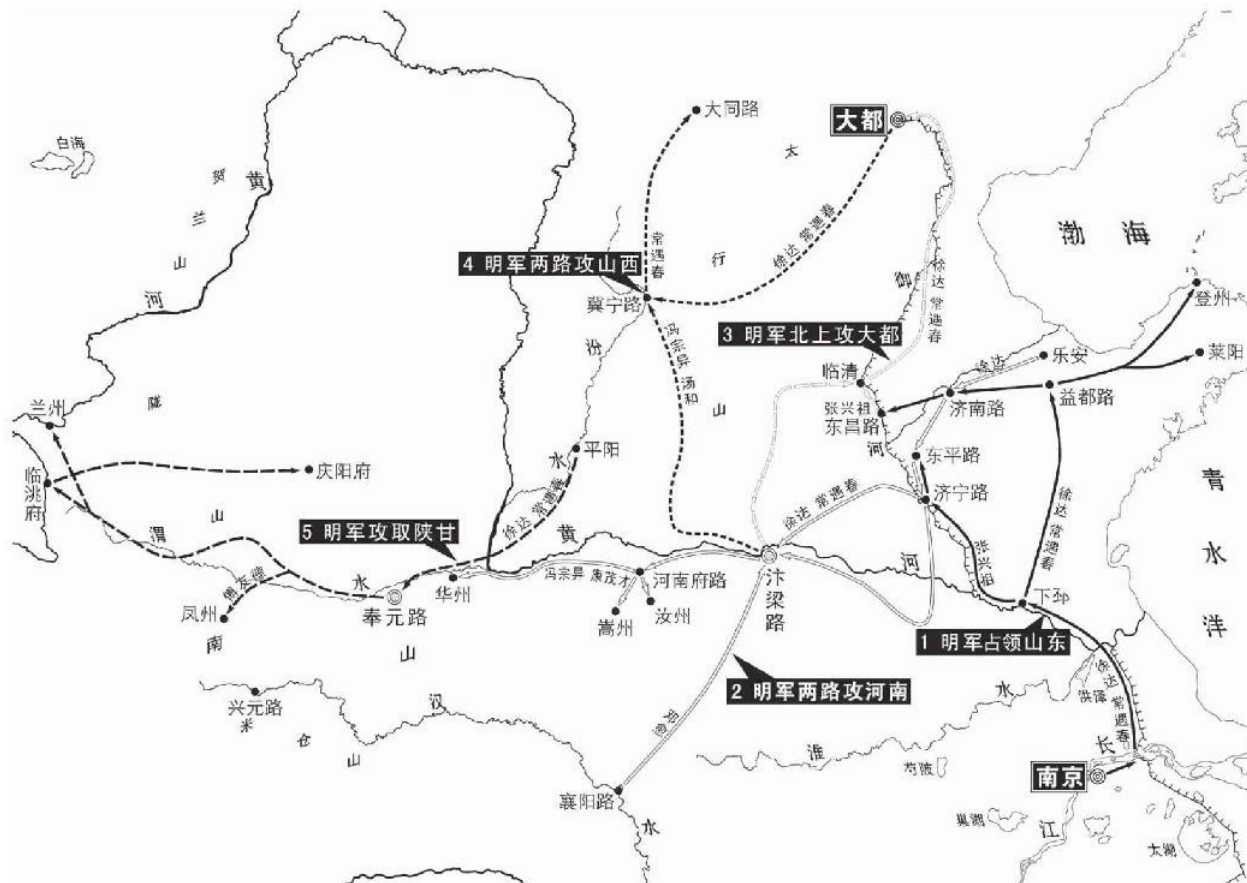 大同路
大都
白海
贺兰山
黄河
太行山
渤海
徐达 常遇春
常遇春
4 明军两路攻山西
冀宁路
汾水
冯宗异 汤和
御河
徐达 常遇春
3 明军北上攻大都
登州
莱阳
乐安
徐达
临清
济南路
益都路
张兴祖
东昌路
兰州
陇山
临洮府
庆阳府
平阳
徐达 常遇春
东平路
济宁路
徐达 常遇春
徐达 常遇春
张兴祖
青水洋
5 明军攻取陕甘
渭水
黄河
冯宗异 康茂才
河南府路
汴梁路
下邳
华州
奉元路
嵩州
汝州
傅友德
凤州
南山
1 明军占领山东
2 明军两路攻河南
邓愈
徐达 常遇春
洪泽
淮水
芍陂
长江
南京
兴元路
米仓山
汉水
襄阳路
巢湖
太湖